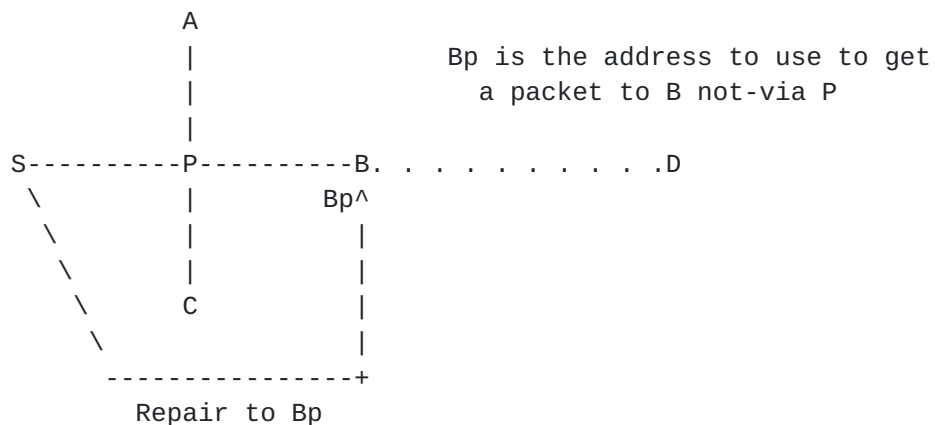 A
Bp is the address to use to get
a packet to B not-via P
S----------P----------B. . . . . . . . . .D
Bp^
C
----------------+
Repair to Bp